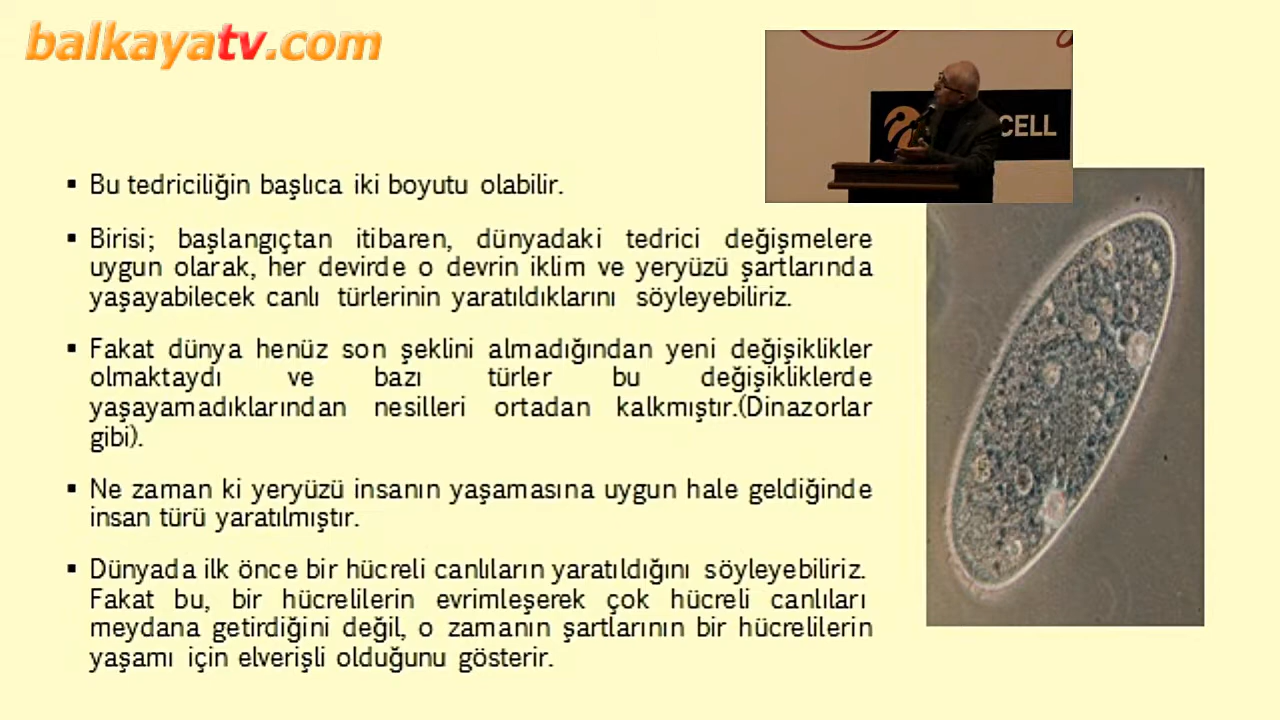 balkayatv.com
CELL
▪ Bu tedriciliğin başlıca iki boyutu olabilir.
▪ Birisi; başlangıçtan itibaren, dünyadaki tedrici değişmelere
uygun olarak, her devirde o devrin iklim ve yeryüzü şartlarında
yaşayabilecek canlı türlerinin yaratıldıklarını söyleyebiliriz.
▪ Fakat dünya henüz son şeklini almadığından yeni değişiklikler
olmaktaydı ve bazı türler bu değişikliklerde
yaşayamadıklarından nesilleri ortadan kalkmıştır.(Dinazorlar
gibi).
▪ Ne zaman ki yeryüzü insanın yaşamasına uygun hale geldiğinde
insan türü yaratılmıştır.
▪ Dünyada ilk önce bir hücreli canlıların yaratıldığını söyleyebiliriz.
Fakat bu, bir hücrelilerin evrimleşerek çok hücreli canlıları
meydana getirdiğini değil, o zamanın şartlarının bir hücrelilerin
yaşamı için elverişli olduğunu gösterir.